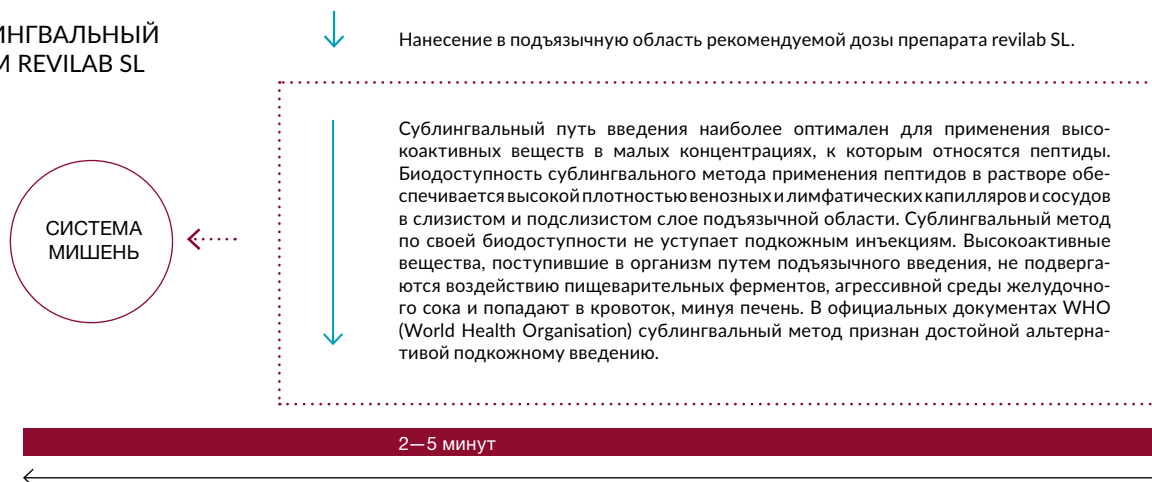 ИНГВАЛЬНЫЙ
М REVILAB SL
Нанесение в подъязычную область рекомендуемой дозы препарата revilab SL.
Сублингвальный путь введения наиболее оптимален для применения высо-
коактивных веществ в малых концентрациях, к которым относятся пептиды.
Биодоступность сублингвального метода применения пептидов в растворе обе-
спечивается высокой плотностью венозных и лимфатических капилляров и сосудов
в слизистом и подслизистом слое подъязычной области. Сублингвальный метод
по своей биодоступности не уступает подкожным инъекциям. Высокоактивные
вещества, поступившие в организм путем подъязычного введения, не подверга-
ются воздействию пищеварительных ферментов, агрессивной среды желудочно-
го сока и попадают в кровоток, минуя печень. В официальных документах WHO
(World Health Organisation) сублингвальный метод признан достойной альтерна-
тивой подкожному введению.
СИСТЕМА
МИШЕНЬ
2—5 минут